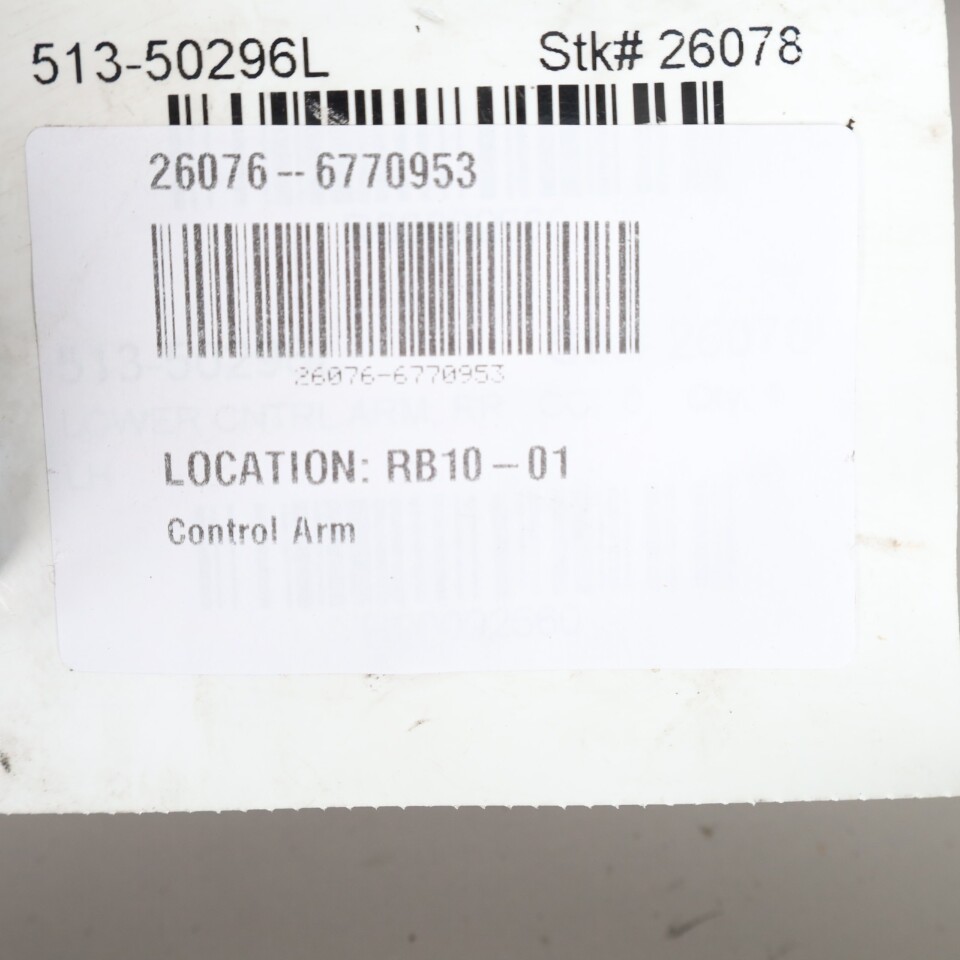 513-50296L Stk# 26078
26076--6770953
26076-6770953
LOCATION: RB10-01
Control Arm